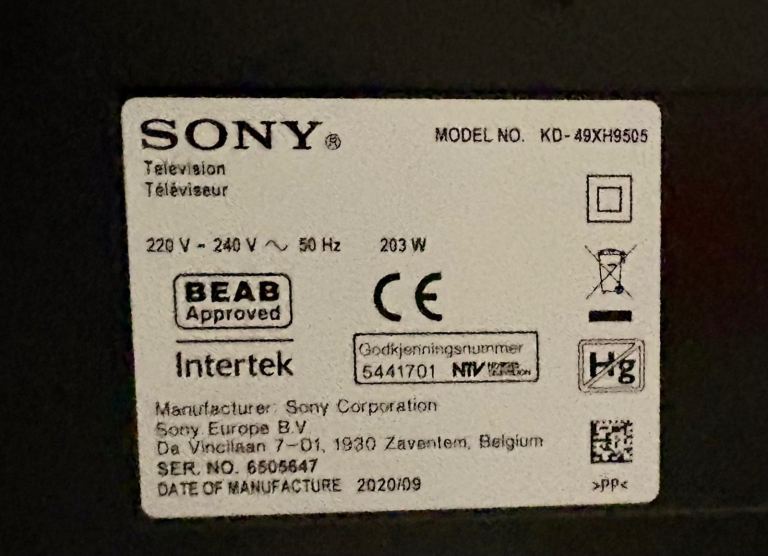 SONY®
MODEL NO. KD-49XH9505
Television
Téléviseur
220 V - 240 V ~ 50 Hz 203 W
BEAB
Approved
CE
Intertek
Godkjenningsnummer
5441701 NTV
Hg
Manufacturer: Sony Corporation
Sony Europe B.V.
Da Vincilaan 7-D1, 1930 Zaventem, Belgium
SER. NO. 6505647
DATE OF MANUFACTURE 2020/09
>PP<